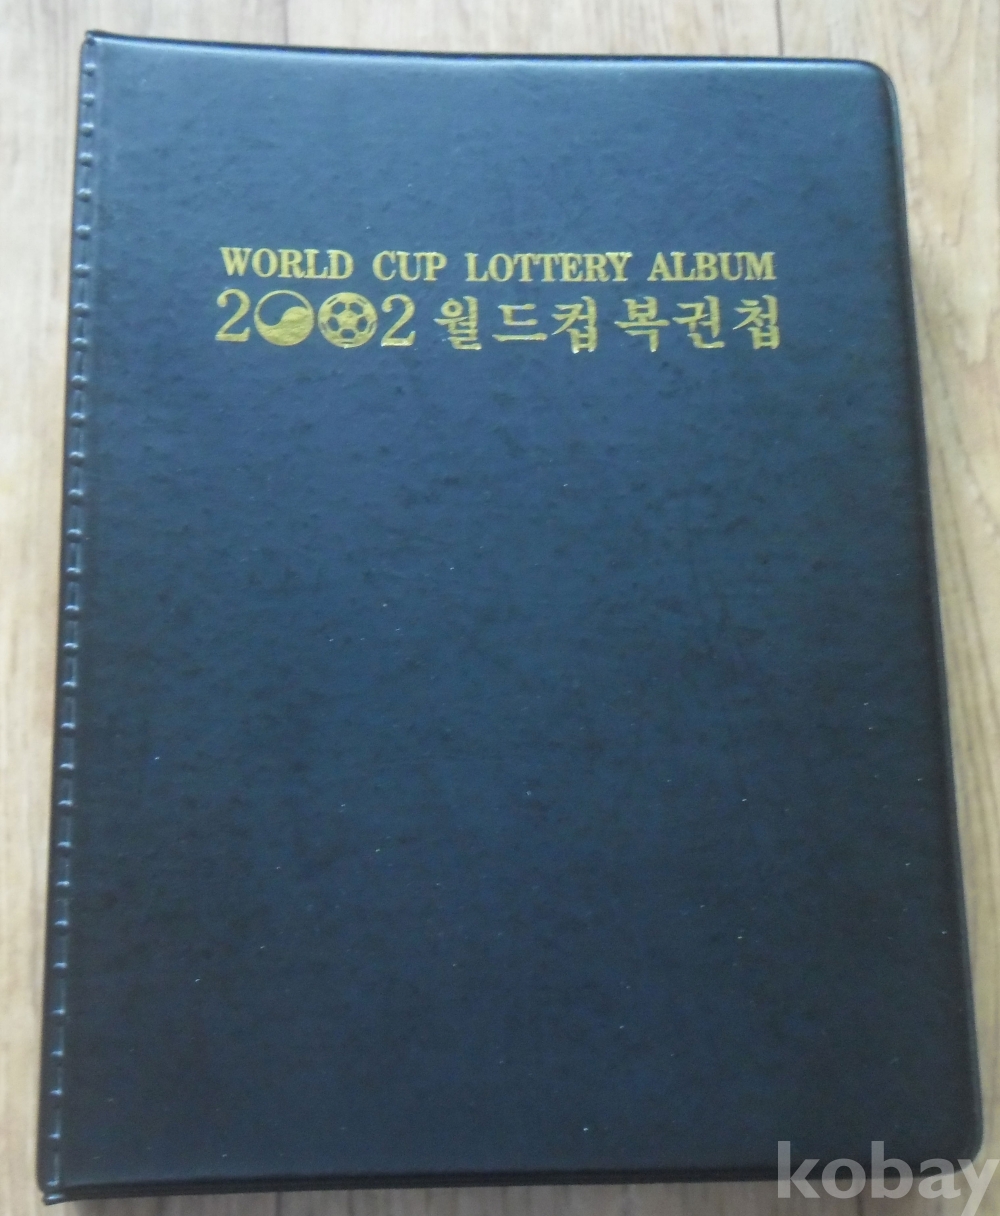 WORLD CUP LOTTERY ALBUM
2002 월드컵 복권첩
kobay